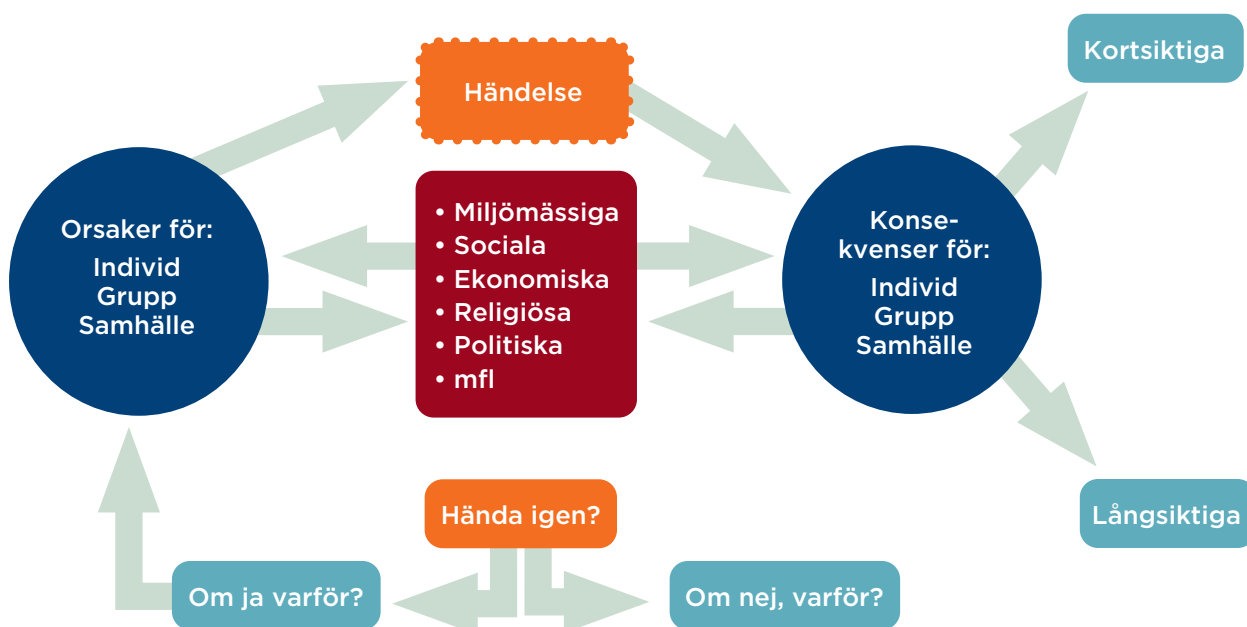 Kortsiktiga
Händelse
Orsaker för:
Individ
Grupp
Samhälle
• Miljömässiga
• Sociala
• Ekonomiska
• Religiösa
• Politiska
• mfl
Konse-
kvenser för:
Individ
Grupp
Samhälle
Hända igen?
Långsiktiga
Om ja varför?
Om nej, varför?